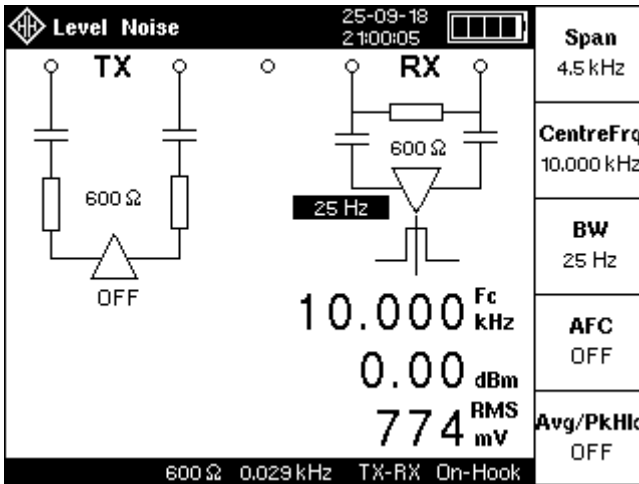 Level Noise
25-09-18
21:00:05
TX
RX
600 Ω
600 Ω
25 Hz
OFF
10.000 Fc kHz
0.00 dBm
774 RMS mV
600 Ω 0.029 kHz TX-RX On-Hook
Span
4.5 kHz
CentreFrq
10.000 kHz
BW
25 Hz
AFC
OFF
Avg/PkHld
OFF